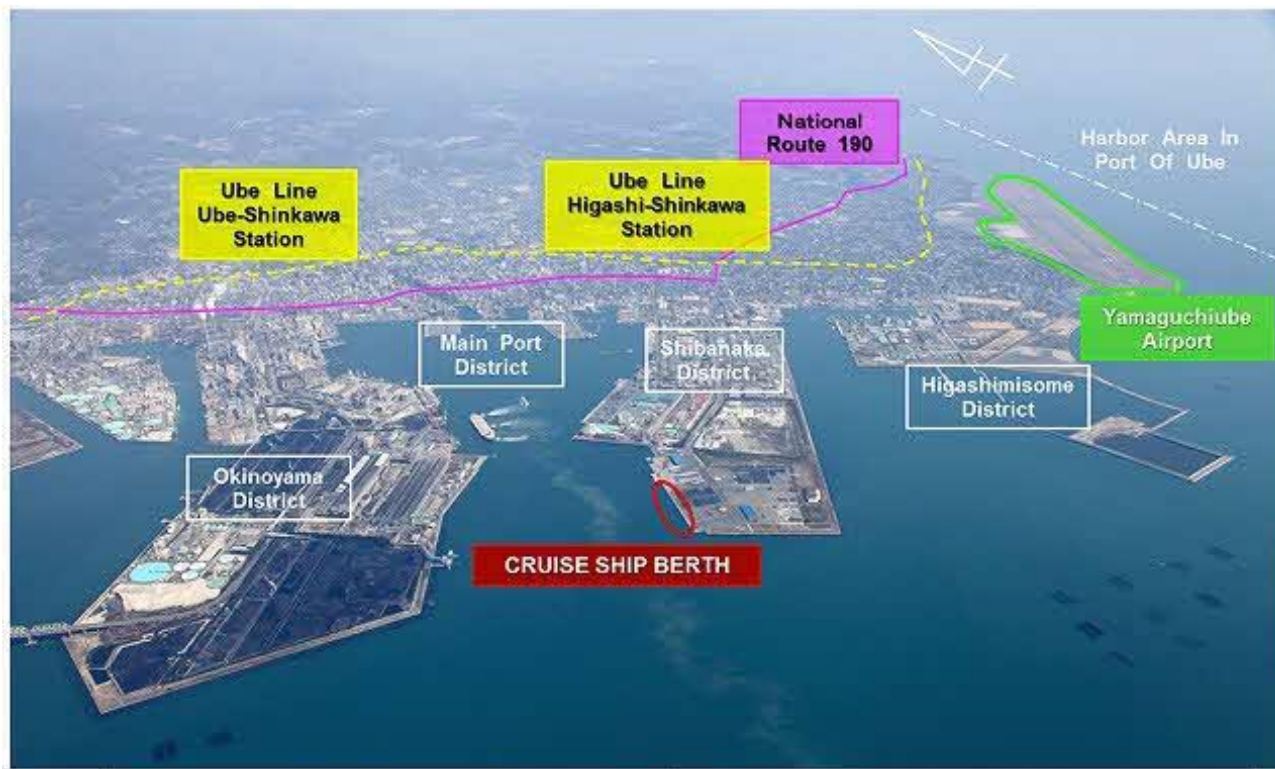 National
Route 190
Harbor Area In
Port Of Ube
Ube Line
Ube-Shinkawa
Station
Ube Line
Higashi-Shinkawa
Station
Yamaguchiube
Airport
Main Port
District
Shibanaka
District
Higashimisome
District
Okinoyama
District
CRUISE SHIP BERTH